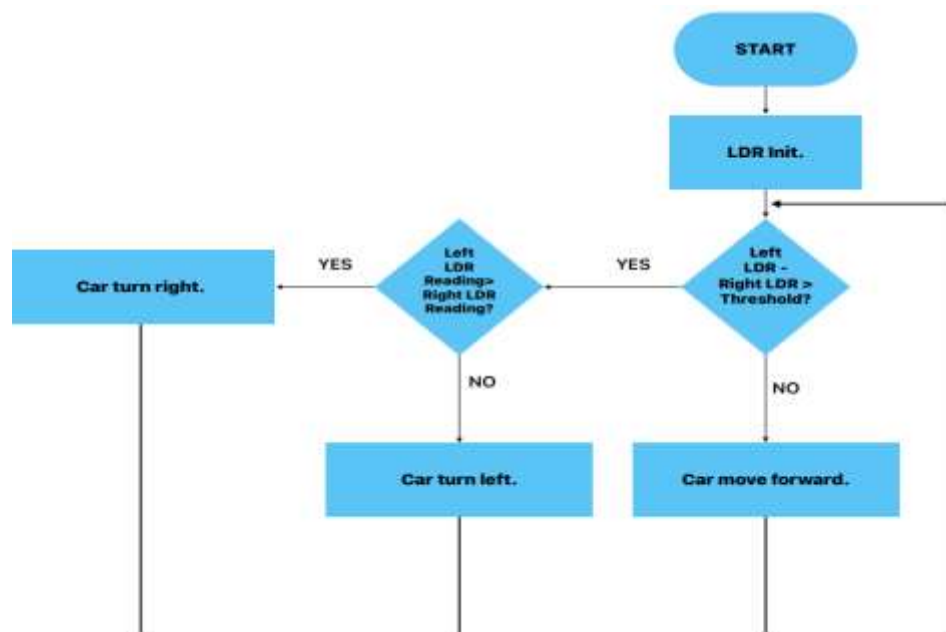 START
LDR Init.
Left
LDR -
Right LDR >
Threshold?
YES
Left
LDR
Reading>
Right LDR
Reading?
YES
Car turn right.
NO
NO
Car turn left.
Car move forward.